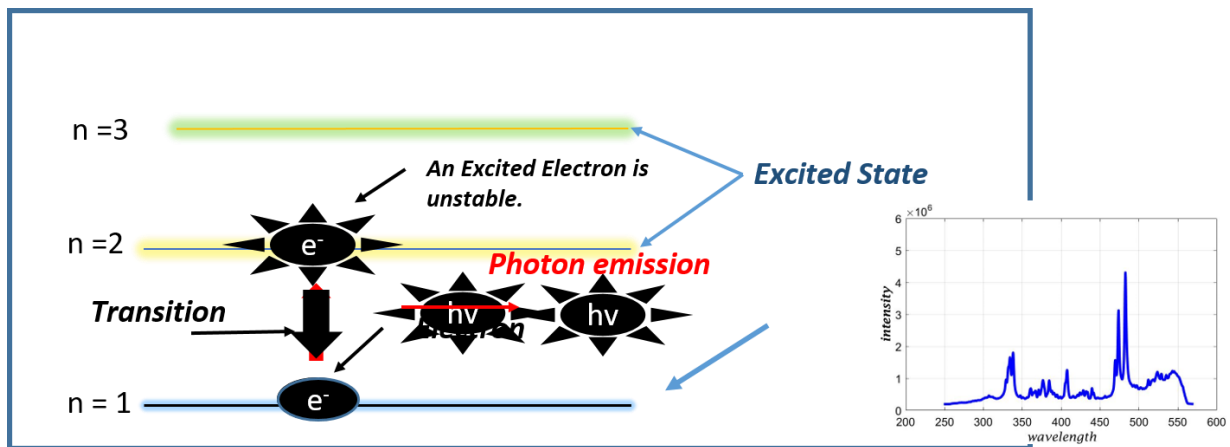 n =3
An Excited Electron is
unstable.
Excited State
n =2
e-
Photon emission
Transition
hv
hv
Electron
n = 1
e-
×10⁶
6
5
4
3
2
1
0
intensity
200 250 300 350 400 450 500 550 600
wavelength